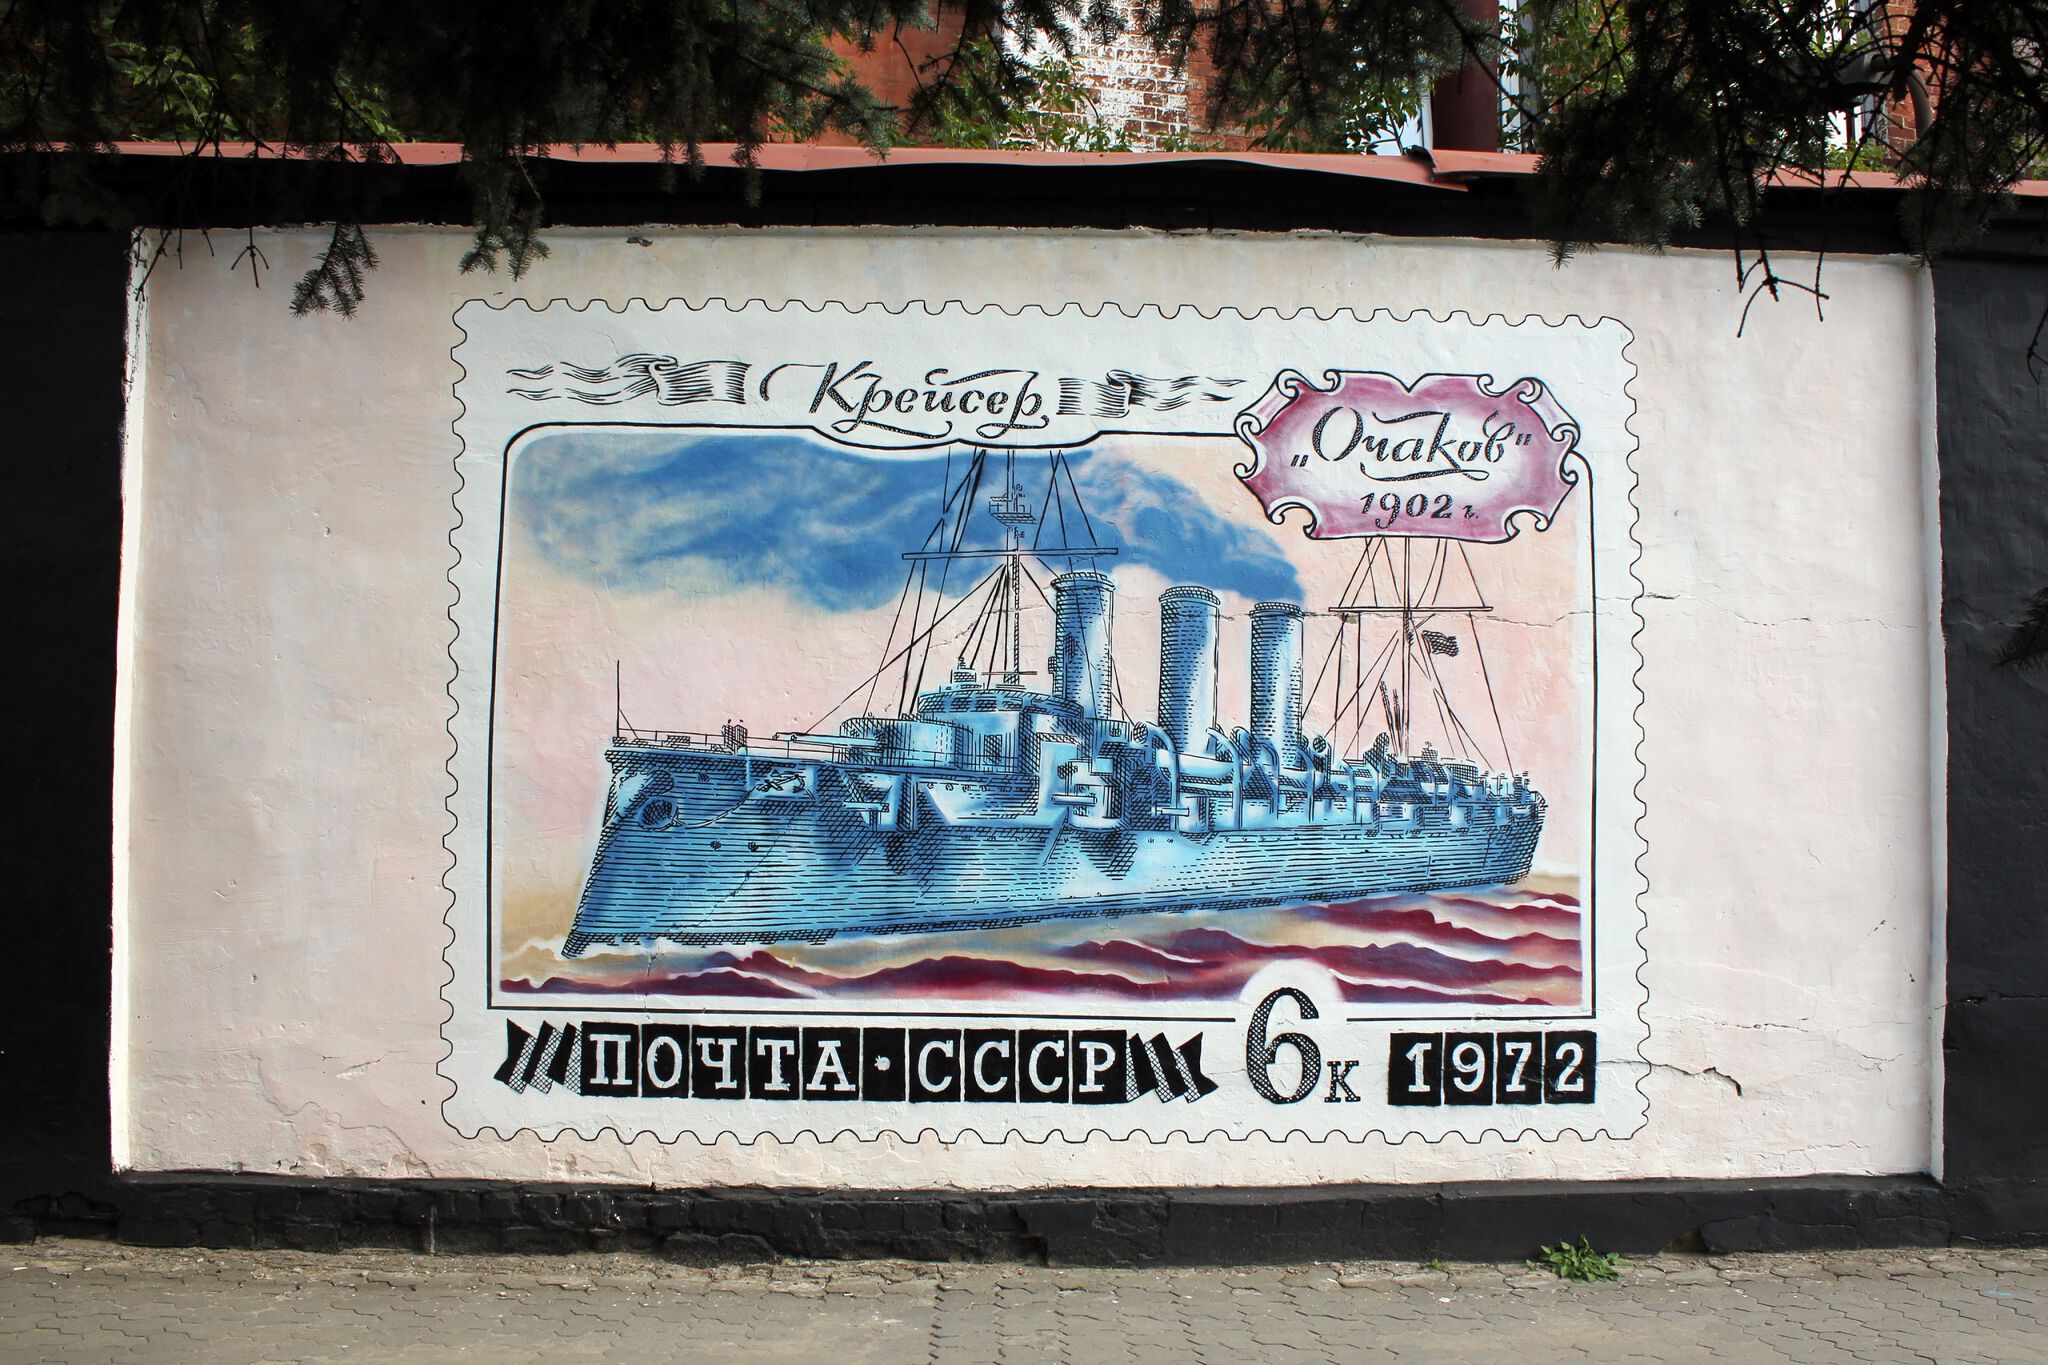 Крейсер
„Очаков"
1902 г.
ПОЧТА • СССР 6к 1972